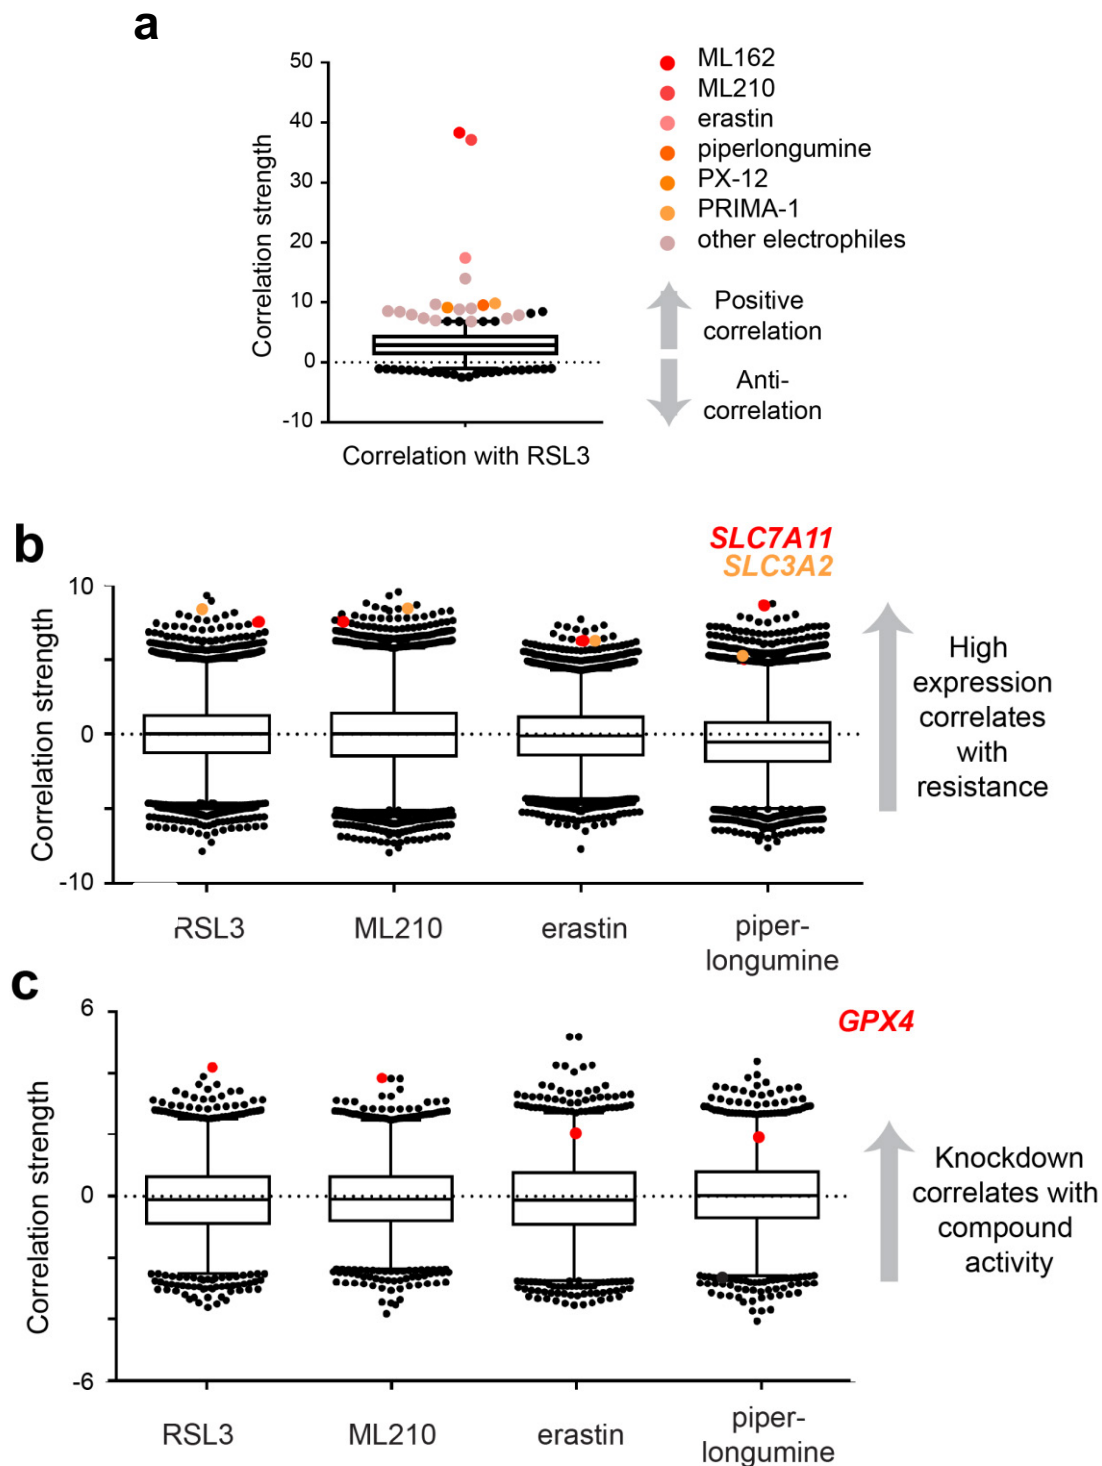 a
50
40
30
20
10
0
-10
Correlation strength
Correlation with RSL3
ML162
ML210
erastin
piperlongumine
PX-12
PRIMA-1
other electrophiles
Positive
correlation
Anti-
correlation
b
SLC7A11
SLC3A2
10
0
-10
Correlation strength
RSL3
ML210
erastin
piper-
longumine
High
expression
correlates
with
resistance
c
GPX4
6
0
-6
Correlation strength
RSL3
ML210
erastin
piper-
longumine
Knockdown
correlates with
compound
activity